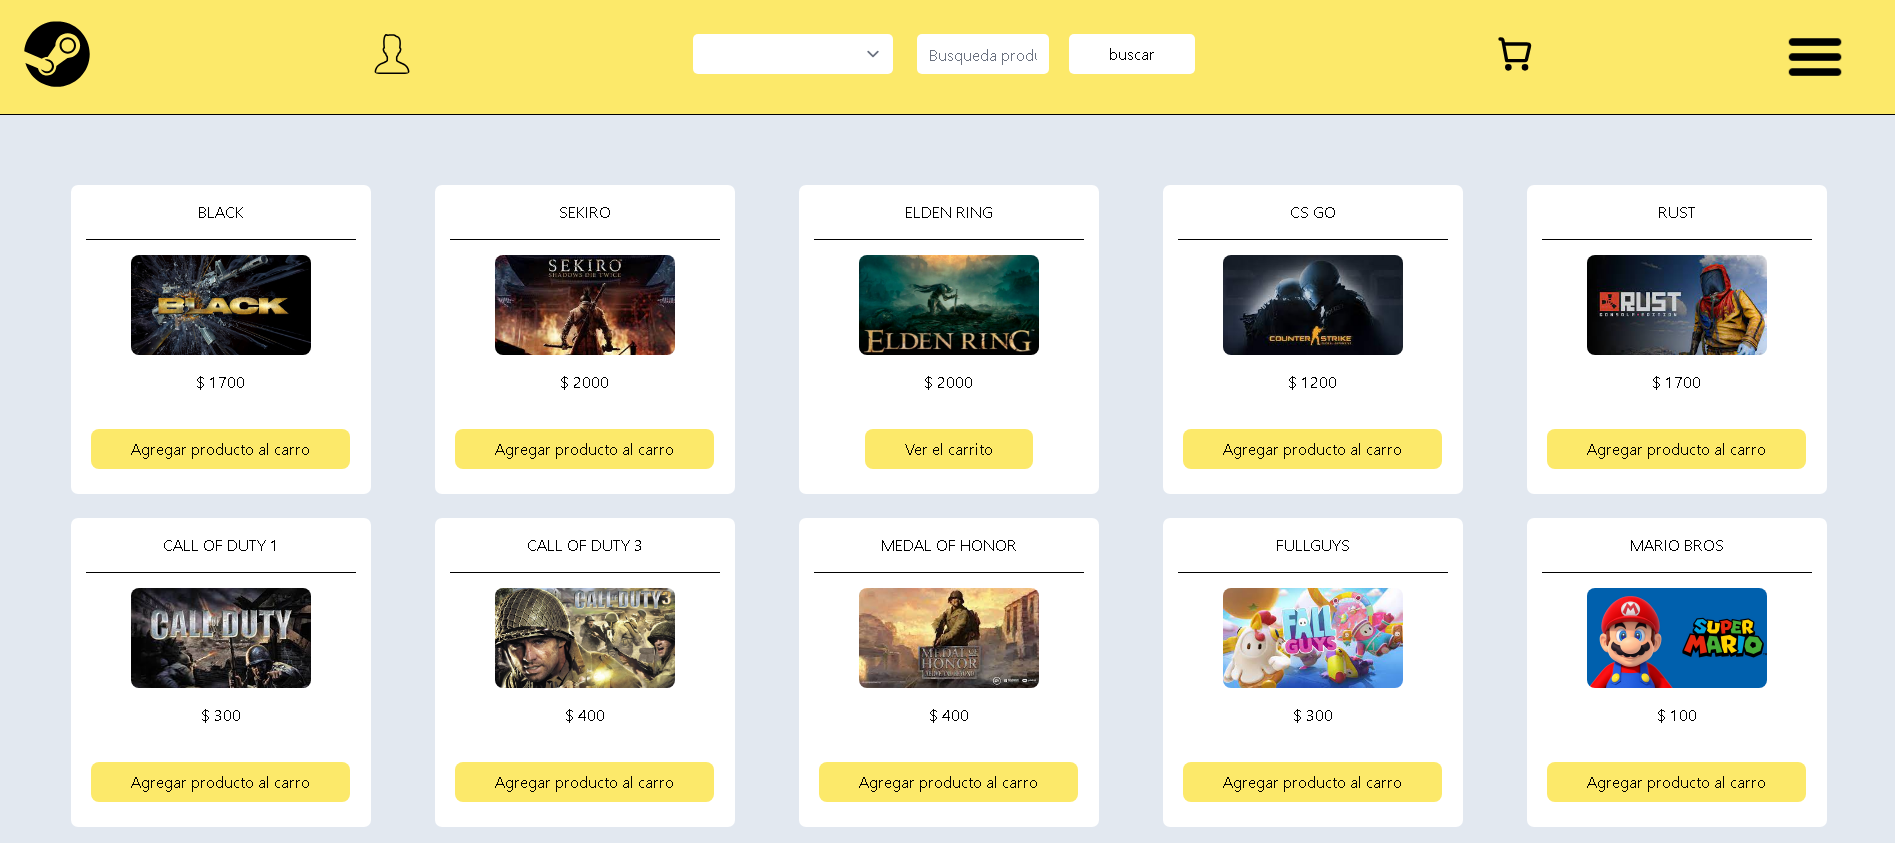 Busqueda produ
buscar
BLACK
SEKIRO
ELDEN RING
CS GO
RUST
BLACK
SEKIRO
SHADOWS DIE TWICE
ELDEN RING
COUNTER STRIKE
RUST
CONSOLE EDITION
$ 1700
$ 2000
$ 2000
$ 1200
$ 1700
Agregar producto al carro
Agregar producto al carro
Ver el carrito
Agregar producto al carro
Agregar producto al carro
CALL OF DUTY 1
CALL OF DUTY 3
MEDAL OF HONOR
FULLGUYS
MARIO BROS
CALL OF DUTY
CALL OF DUTY 3
MEDAL OF
HONOR
FALL
GUYS
M
SUPER
MARIO
$ 300
$ 400
$ 400
$ 300
$ 100
Agregar producto al carro
Agregar producto al carro
Agregar producto al carro
Agregar producto al carro
Agregar producto al carro